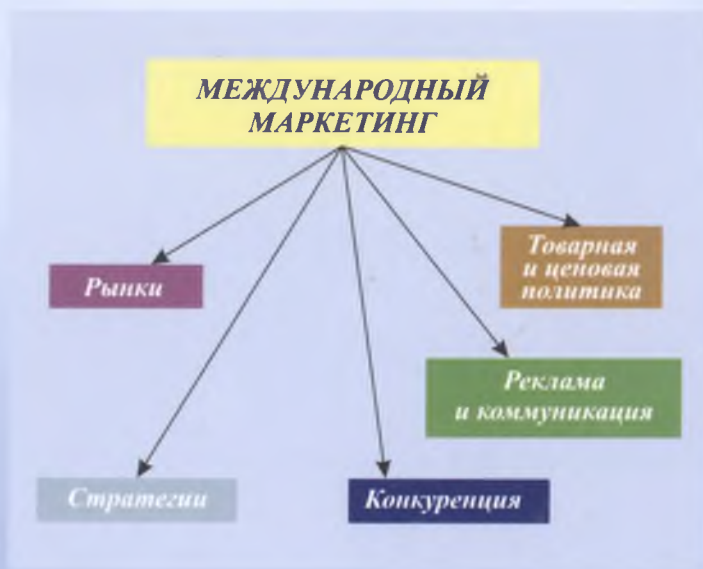 МЕЖДУНАРОДНЫЙ
МАРКЕТИНГ
Товарная
и ценовая
политика
Рынки
Реклама
и коммуникация
Стратегии
Конкуренция